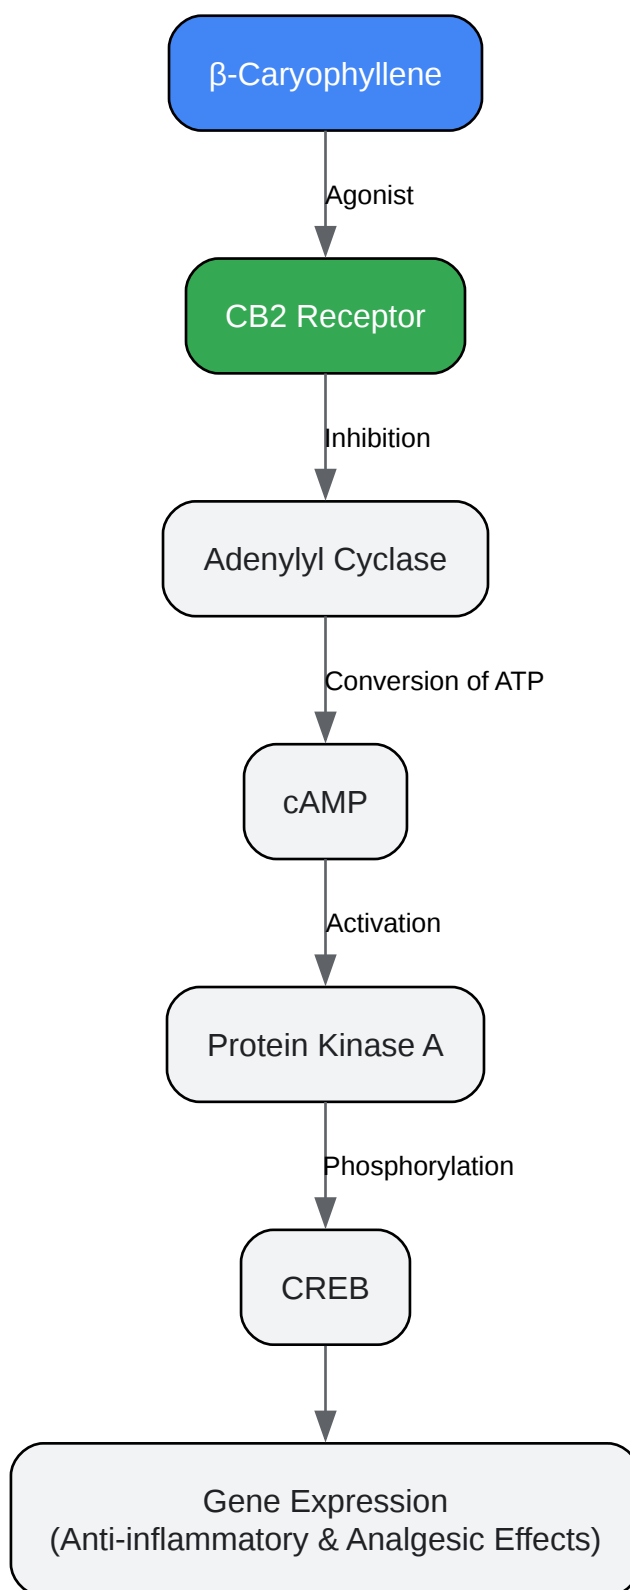 β-Caryophyllene
Agonist
CB2 Receptor
Inhibition
Adenylyl Cyclase
Conversion of ATP
cAMP
Activation
Protein Kinase A
Phosphorylation
CREB
Gene Expression
(Anti-inflammatory & Analgesic Effects)